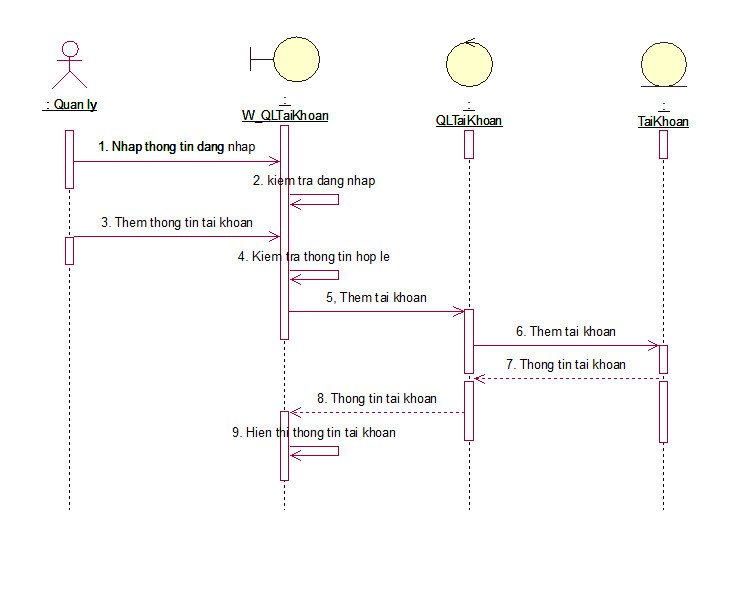 : Quan ly
:
W_QLTaiKhoan
:
QLTaiKhoan
:
TaiKhoan
1. Nhap thong tin dang nhap
2. kiem tra dang nhap
3. Them thong tin tai khoan
4. Kiem tra thong tin hop le
5, Them tai khoan
6. Them tai khoan
7. Thong tin tai khoan
8. Thong tin tai khoan
9. Hien thi thong tin tai khoan